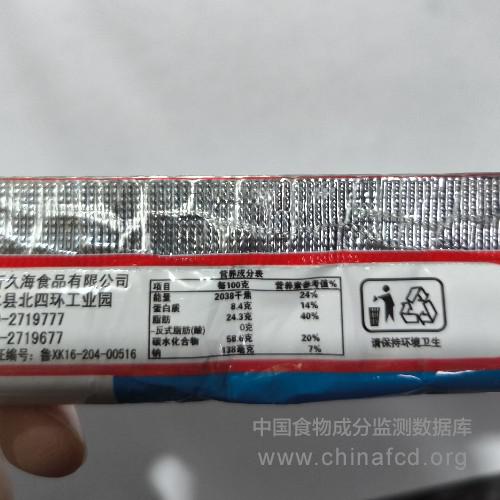 久海食品有限公司
县北四环工业园
-2719777
-2719677
证编号: 鲁XK16-204-00516
营养成分表
项目 每100克 营养素参考值%
能量 2038千焦 24%
蛋白质 8.4克 14%
脂肪 24.3克 40%
-反式脂肪(酸) 0克
碳水化合物 58.6克 20%
钠 138毫克 7%
请保持环境卫生
中国食物成分监测数据库
www.chinafcd.org